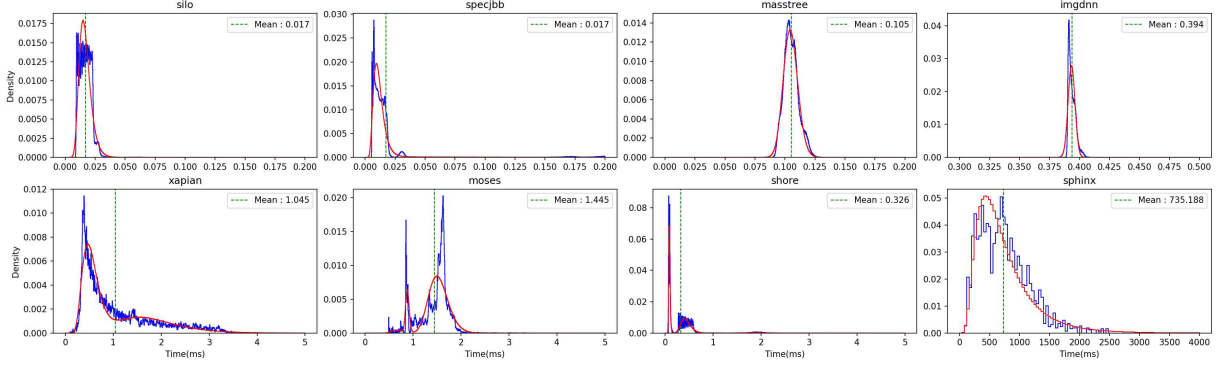 silo
Mean : 0.017
Density
0.0175
0.0150
0.0125
0.0100
0.0075
0.0050
0.0025
0.0000
0.000 0.025 0.050 0.075 0.100 0.125 0.150 0.175 0.200
specjbb
Mean : 0.017
0.030
0.025
0.020
0.015
0.010
0.005
0.000
0.000 0.025 0.050 0.075 0.100 0.125 0.150 0.175 0.200
masstree
Mean : 0.105
0.014
0.012
0.010
0.008
0.006
0.004
0.002
0.000
0.000 0.025 0.050 0.075 0.100 0.125 0.150 0.175 0.200
imgdnn
Mean : 0.394
0.04
0.03
0.02
0.01
0.00
0.300 0.325 0.350 0.375 0.400 0.425 0.450 0.475 0.500
xapian
Mean : 1.045
Density
0.012
0.010
0.008
0.006
0.004
0.002
0.000
0 1 2 3 4 5
Time(ms)
moses
Mean : 1.445
0.020
0.015
0.010
0.005
0.000
1 2 3 4 5
Time(ms)
shore
Mean : 0.326
0.08
0.06
0.04
0.02
0.00
0 1 2 3 4 5
Time(ms)
sphinx
Mean : 735.188
0.05
0.04
0.03
0.02
0.01
0.00
0 500 1000 1500 2000 2500 3000 3500 4000
Time(ms)